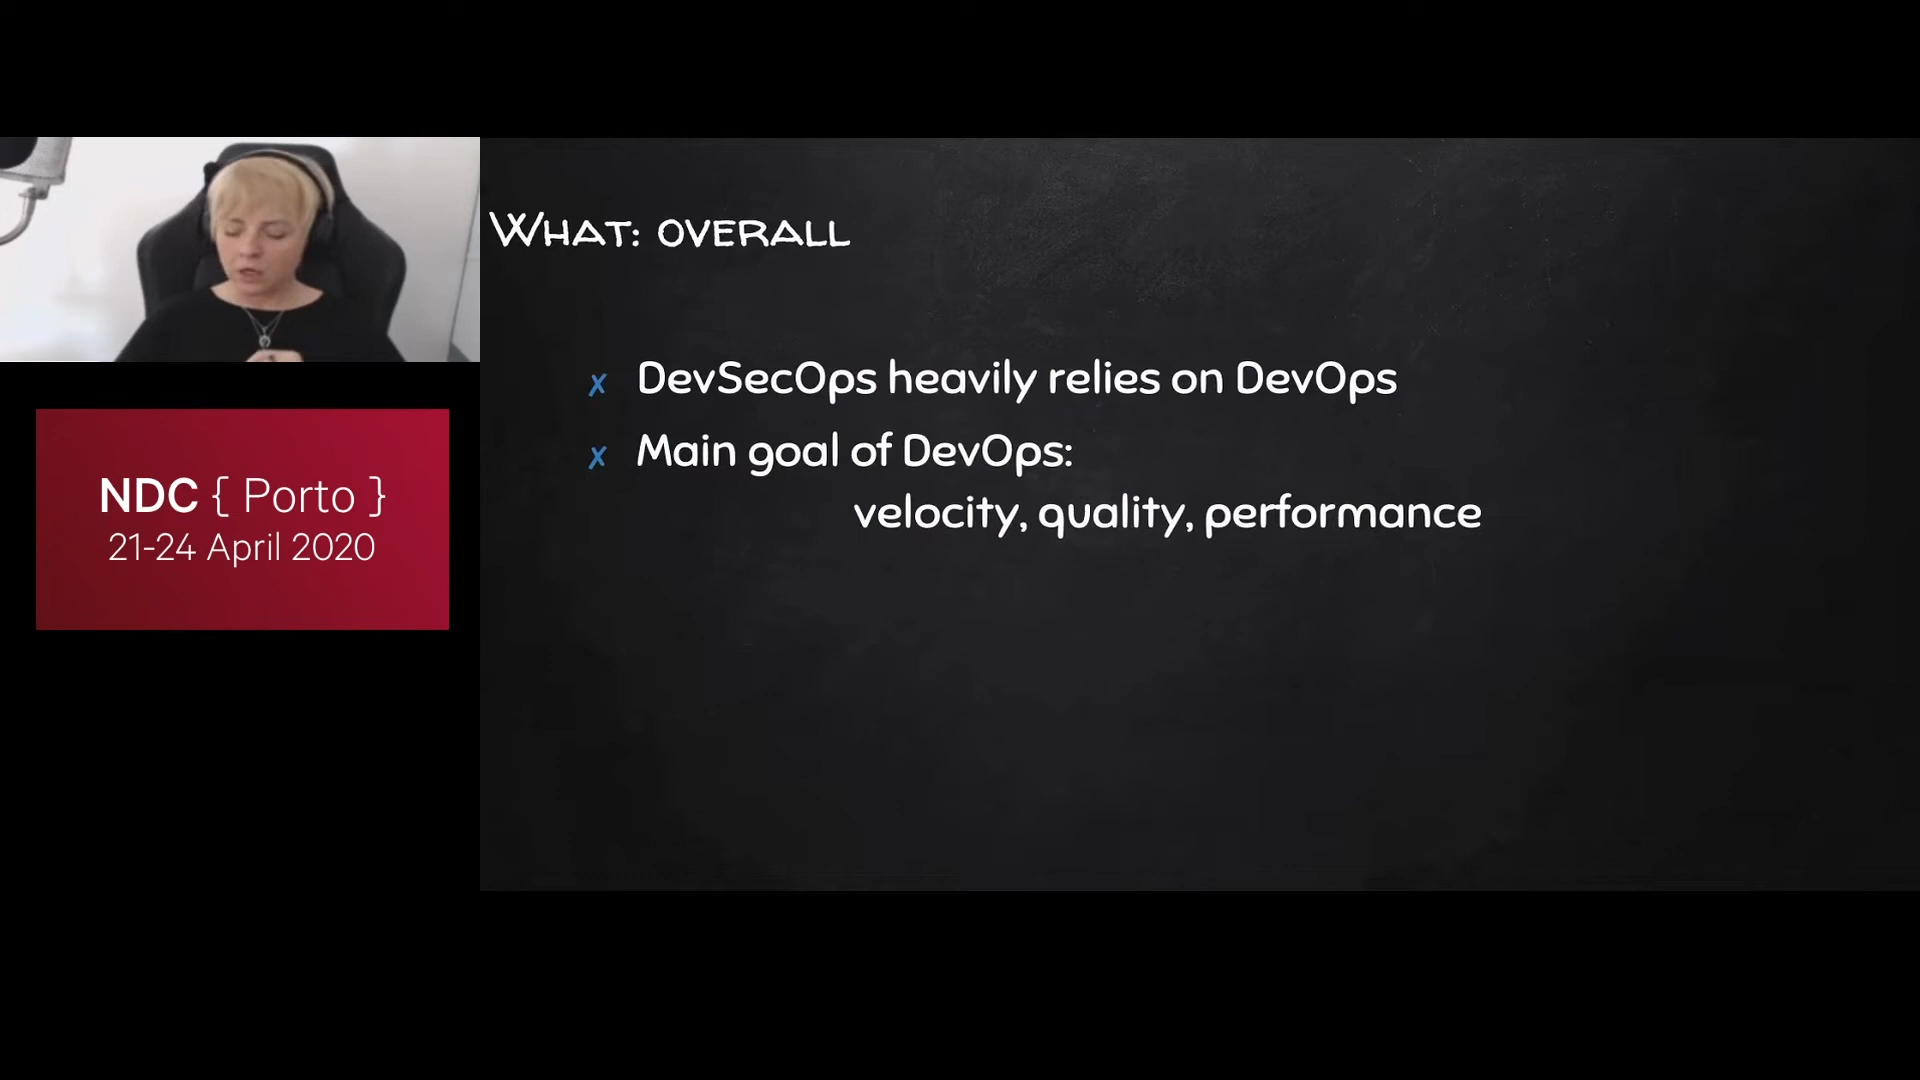 What: overall
x DevSecOps heavily relies on DevOps
x Main goal of DevOps:
velocity, quality, performance
NDC { Porto }
21-24 April 2020